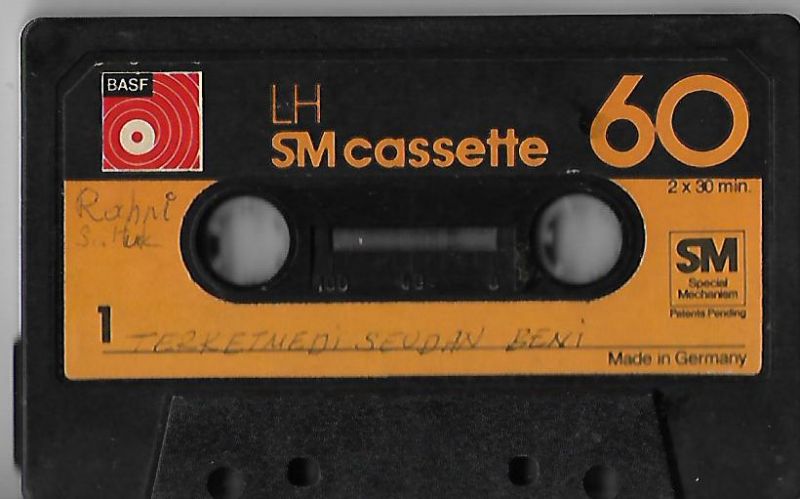 BASF
LH
SM cassette
60
2 x 30 min.
Rahmi
SM
Special
Mechanism
Patents Pending
1
TERKETMEDİ SEVDAN BENİ
Made in Germany